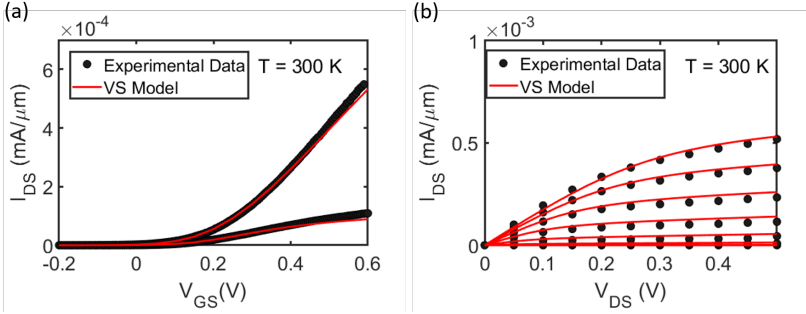 (a)
×10⁻⁴
6
4
2
0
Experimental Data
VS Model
T = 300 K
I_DS (mA/μm)
-0.2
0
0.2
0.4
0.6
V_GS(V)
(b)
×10⁻³
1
0.5
0
Experimental Data
VS Model
T = 300 K
I_DS (mA/μm)
0
0.1
0.2
0.3
0.4
0.5
V_DS (V)